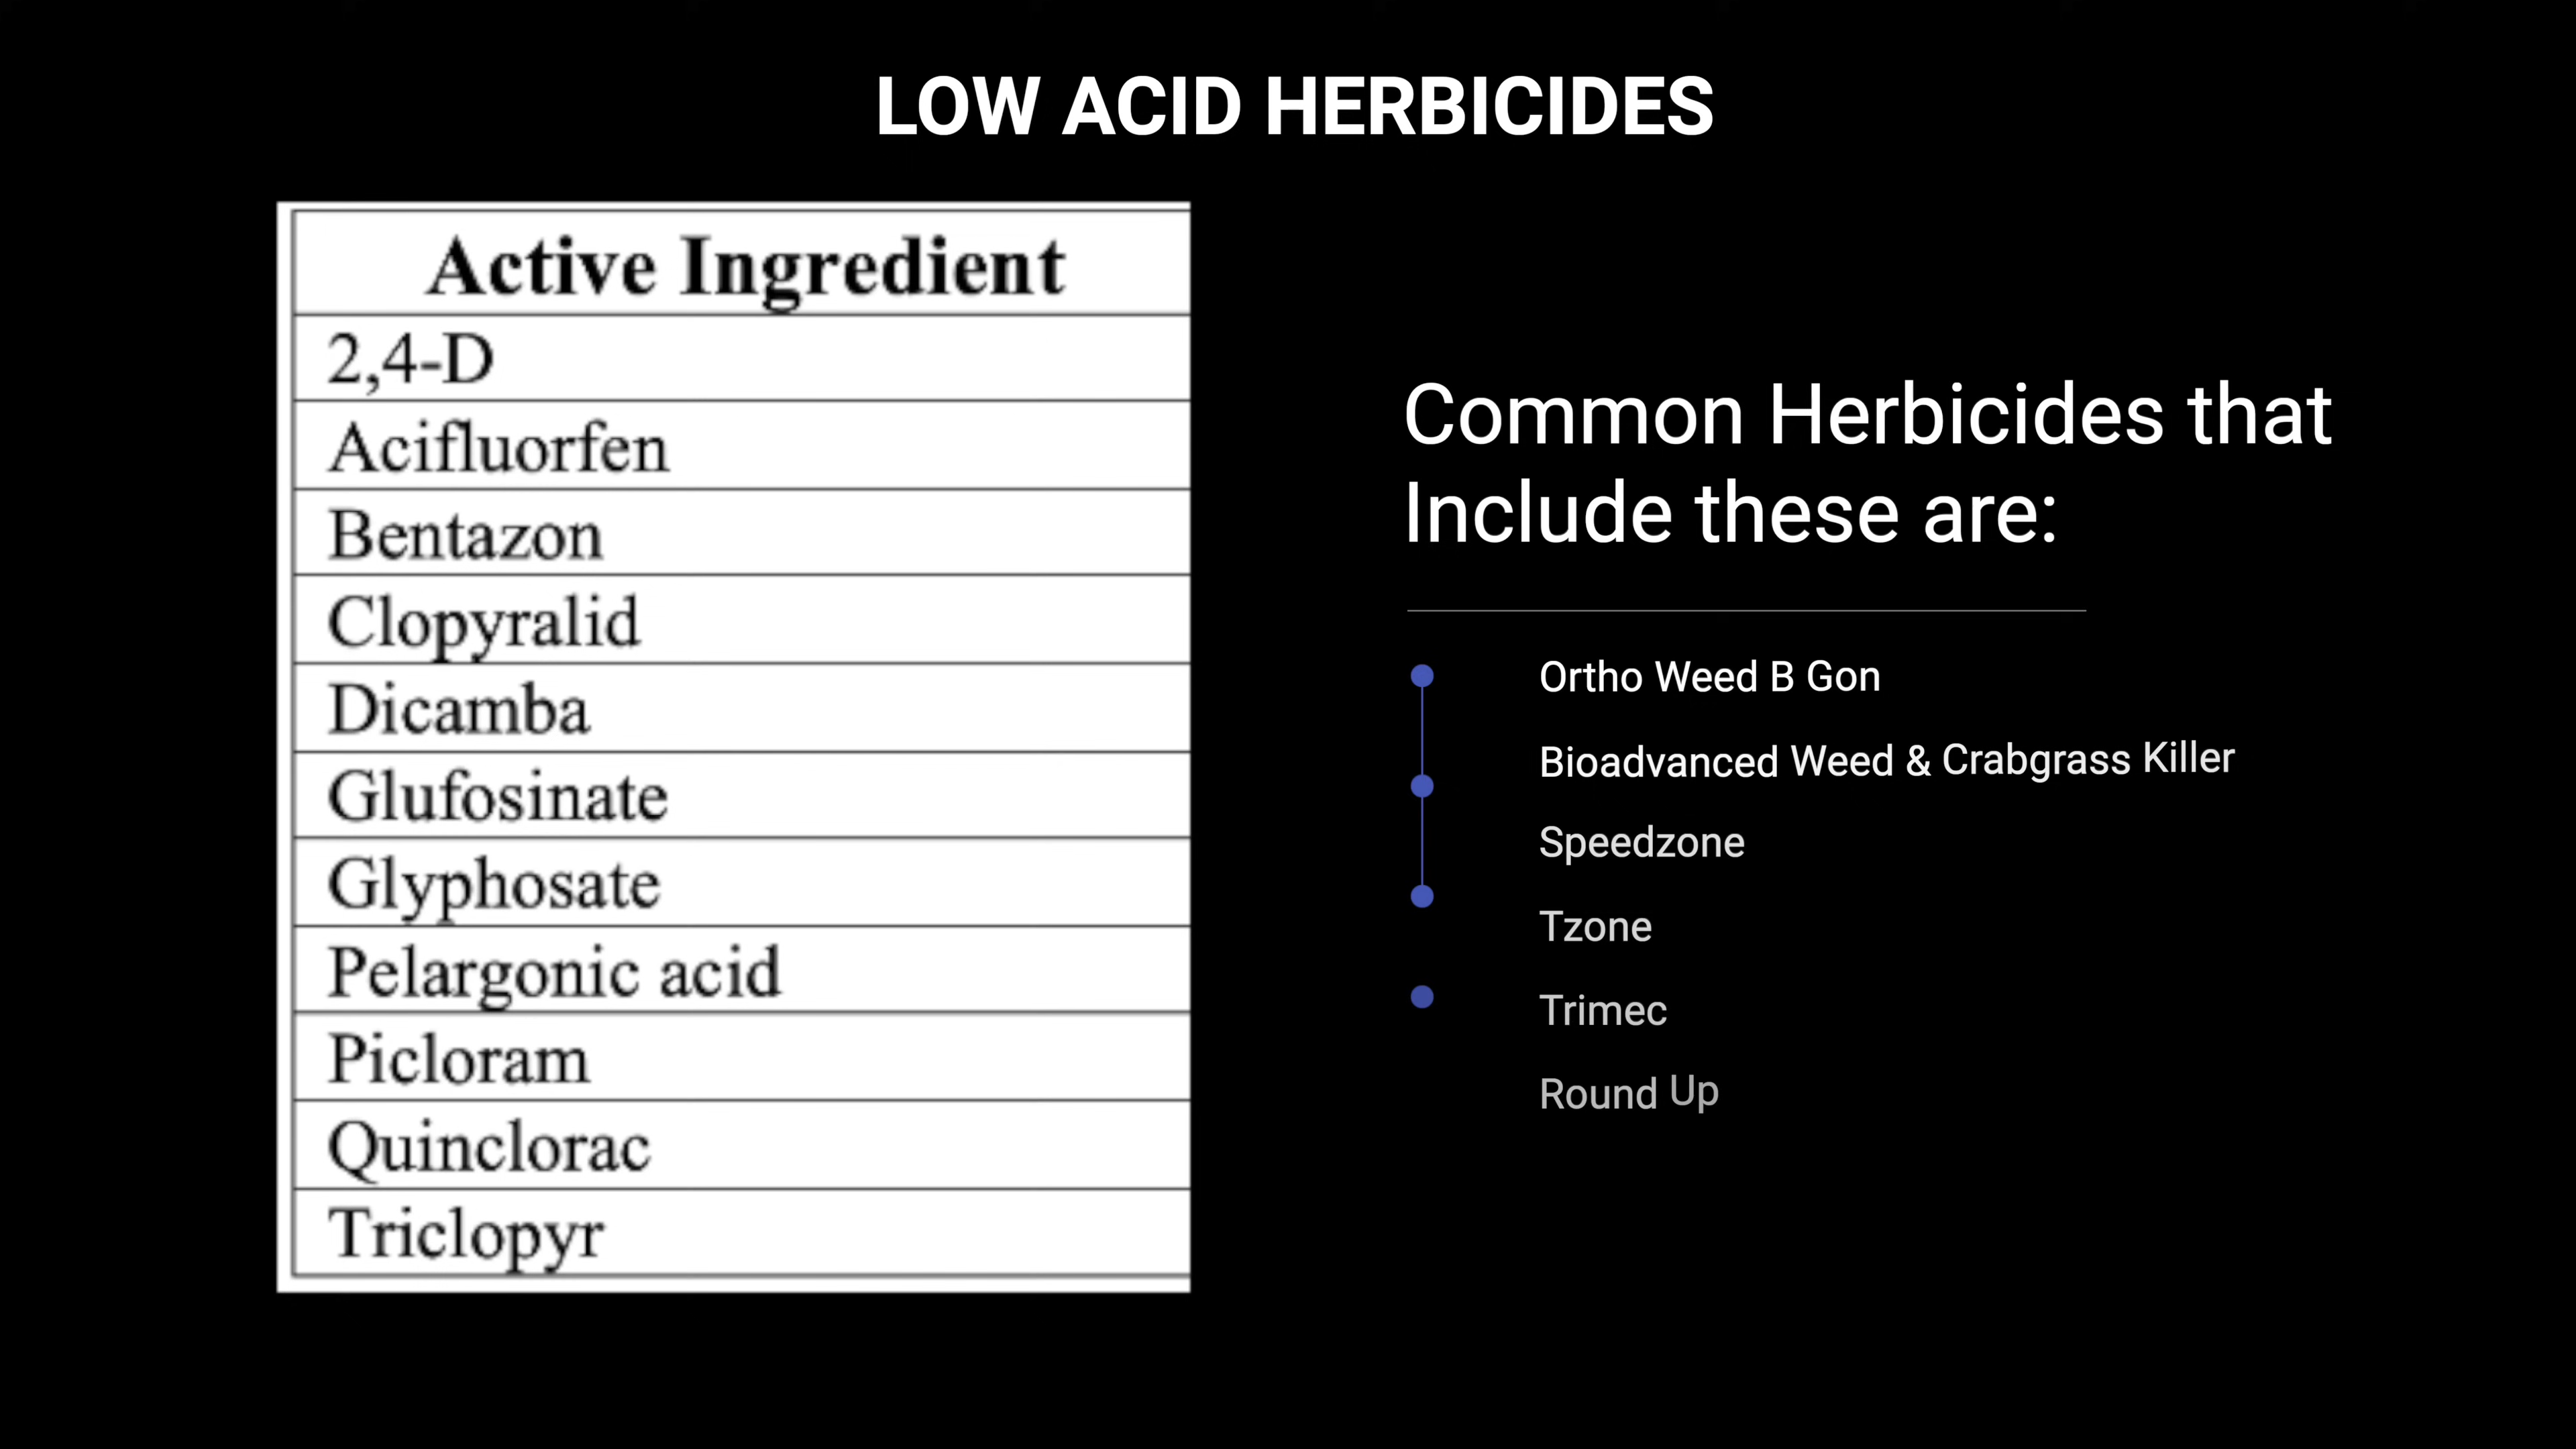 LOW ACID HERBICIDES
Active Ingredient
2,4-D
Acifluorfen
Bentazon
Clopyralid
Dicamba
Glufosinate
Glyphosate
Pelargonic acid
Picloram
Quinclorac
Triclopyr
Common Herbicides that
Include these are:
Ortho Weed B Gon
Bioadvanced Weed & Crabgrass Killer
Speedzone
Tzone
Trimec
Round Up